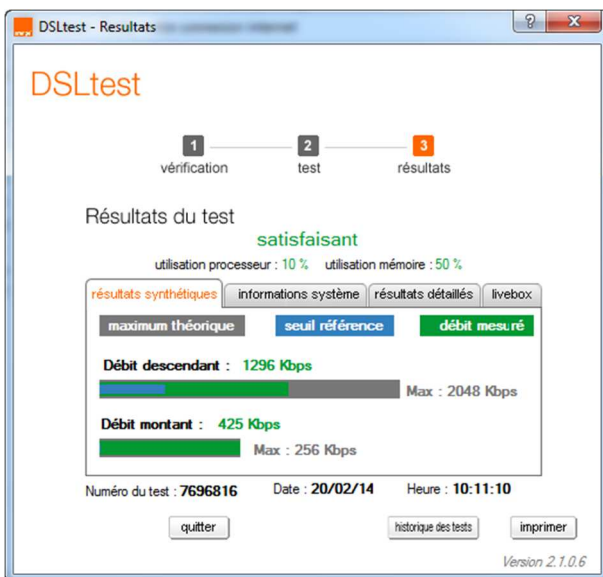 DSLtest - Resultats
DSLtest
1 2 3
vérification test résultats
Résultats du test
satisfaisant
utilisation processeur : 10 % utilisation mémoire : 50 %
résultats synthétiques informations système résultats détaillés livebox
maximum théorique seuil référence débit mesuré
Débit descendant : 1296 Kbps
Max : 2048 Kbps
Débit montant : 425 Kbps
Max : 256 Kbps
Numéro du test : 7696816 Date : 20/02/14 Heure : 10:11:10
quitter historique des tests imprimer
Version 2.1.0.6